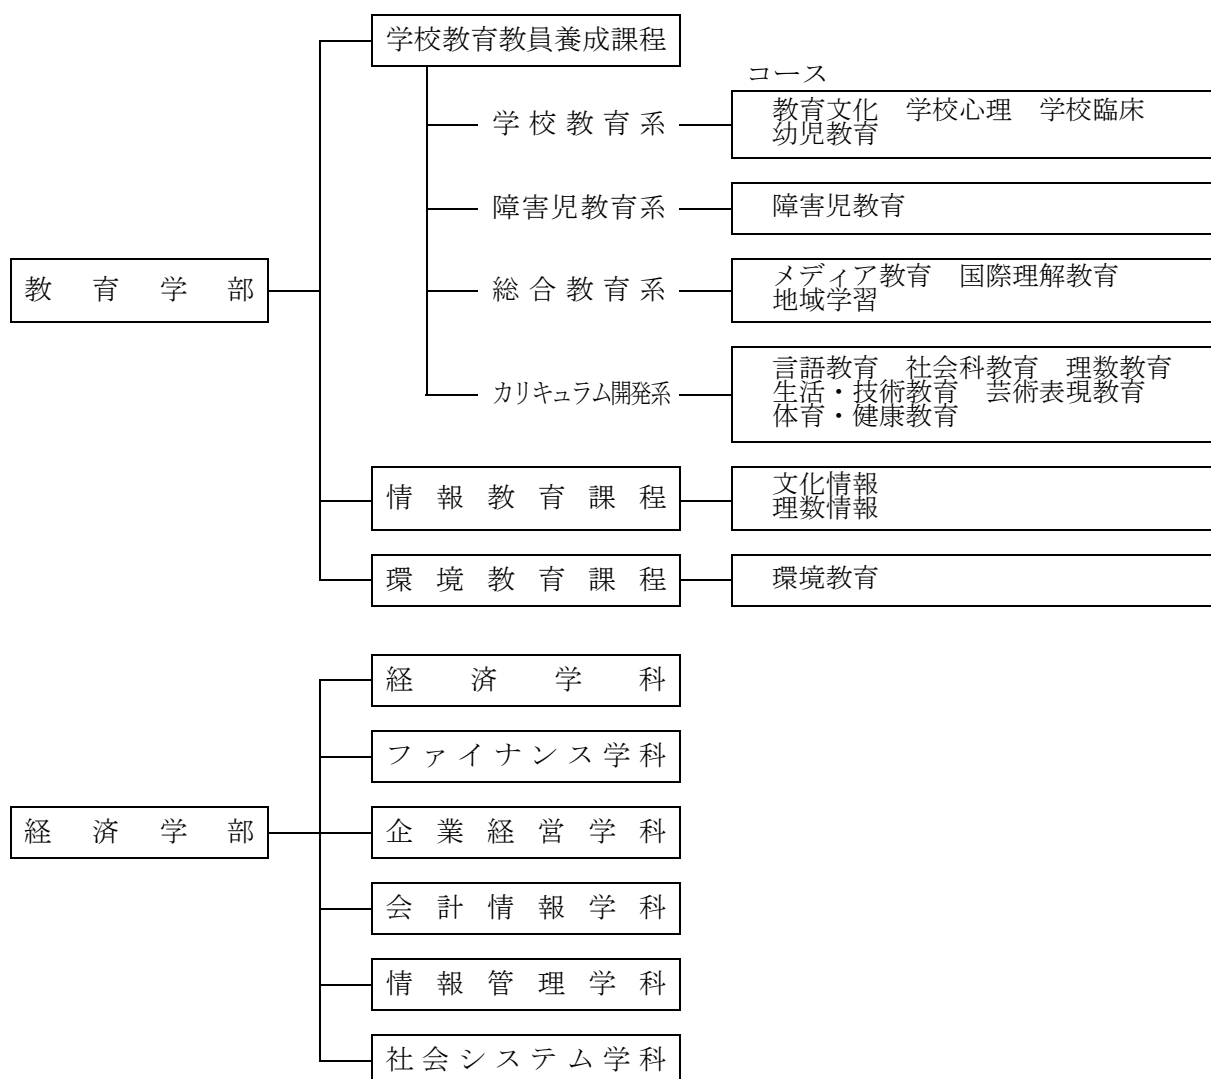 学校教育教員養成課程
コース
学校教育系
教育文化　学校心理　学校臨床
幼児教育
障害児教育系
障害児教育
教育学部
総合教育系
メディア教育　国際理解教育
地域学習
カリキュラム開発系
言語教育　社会科教育　理数教育
生活・技術教育　芸術表現教育
体育・健康教育
情報教育課程
文化情報
理数情報
環境教育課程
環境教育
経済学科
ファイナンス学科
経済学部
企業経営学科
会計情報学科
情報管理学科
社会システム学科